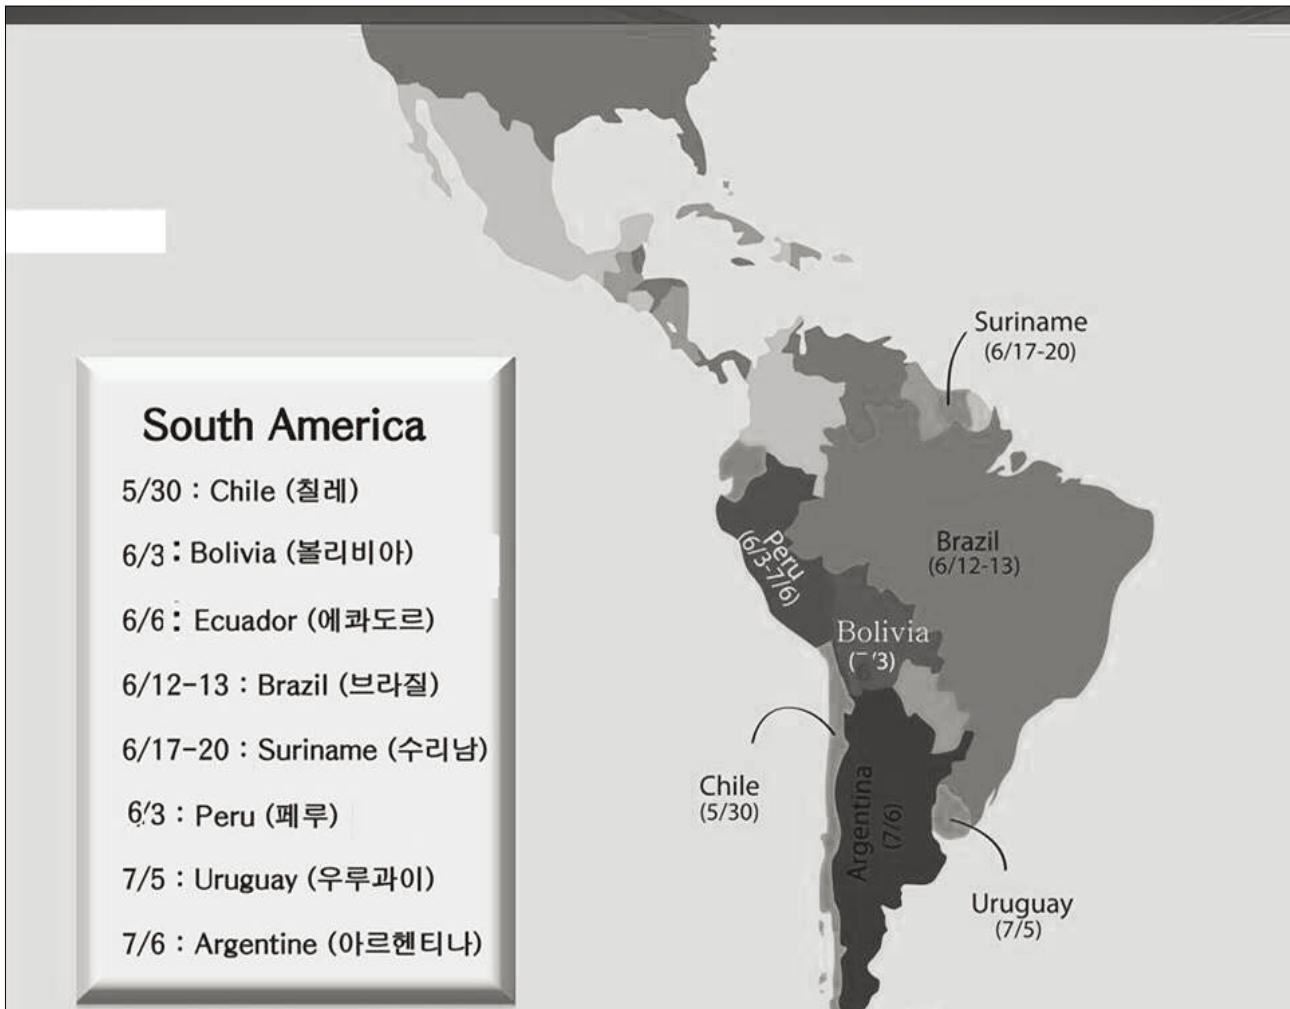 South America
5/30 : Chile (칠레)
6/3 : Bolivia (볼리비아)
6/6 : Ecuador (에콰도르)
6/12-13 : Brazil (브라질)
6/17-20 : Suriname (수리남)
6/3 : Peru (페루)
7/5 : Uruguay (우루과이)
7/6 : Argentine (아르헨티나)
Suriname
(6/17-20)
Brazil
(6/12-13)
Peru
(6/3-7/6)
Bolivia
Chile
(5/30)
Argentina
(7/6)
Uruguay
(7/5)